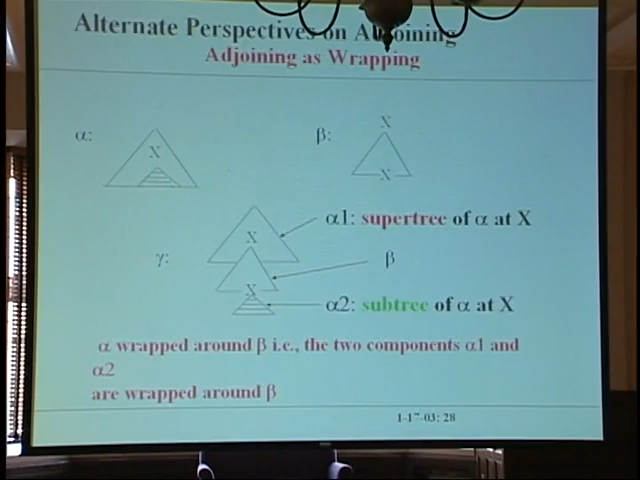 Alternate Perspectives on Adjoining
Adjoining as Wrapping
α:
β:
X
X
X
α1: supertree of α at X
X
γ:
β
X
α2: subtree of α at X
α wrapped around β i.e., the two components α1 and
α2
are wrapped around β
1-17-03: 28